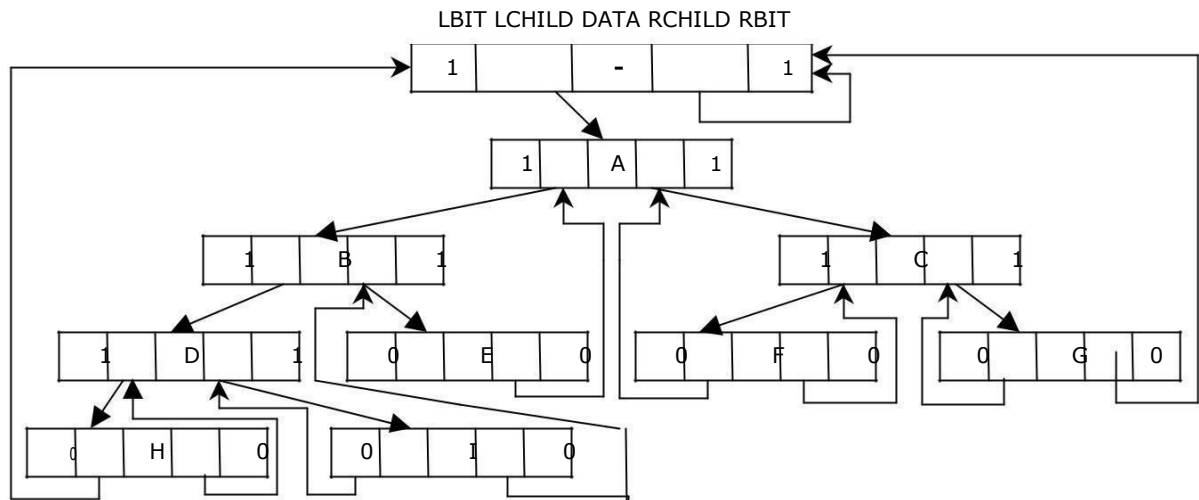 LBIT LCHILD DATA RCHILD RBIT
1 - 1
1 A 1
1 B 1 1 C 1
1 D 1 0 E 0 0 F 0 0 G 0
0 H 0 0 I 0